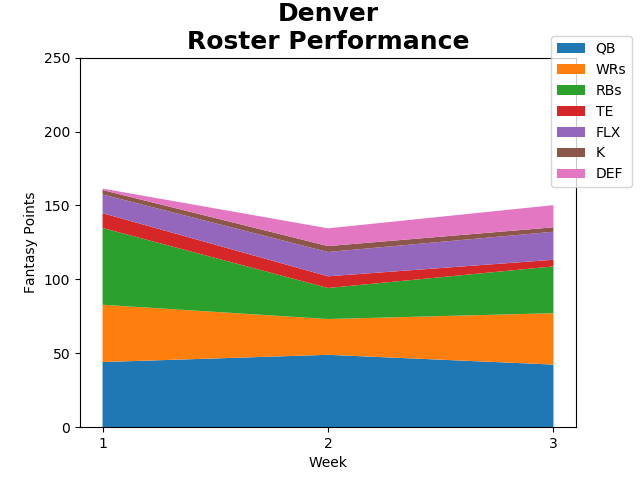 Denver
Roster Performance
QB
WRs
RBs
TE
FLX
K
DEF
Fantasy Points
250
200
150
100
50
0
1
2
3
Week